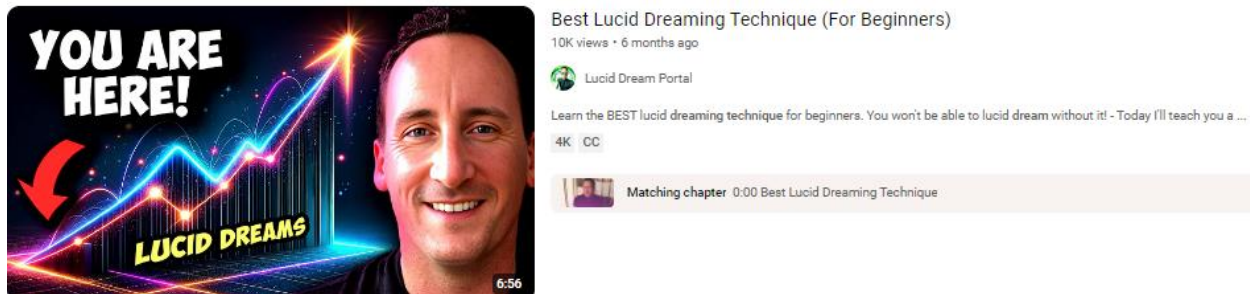 YOU ARE
HERE!
LUCID DREAMS
6:56
Best Lucid Dreaming Technique (For Beginners)
10K views • 6 months ago
Lucid Dream Portal
Learn the BEST lucid dreaming technique for beginners. You won't be able to lucid dream without it! - Today I'll teach you a ...
4K CC
Matching chapter 0:00 Best Lucid Dreaming Technique